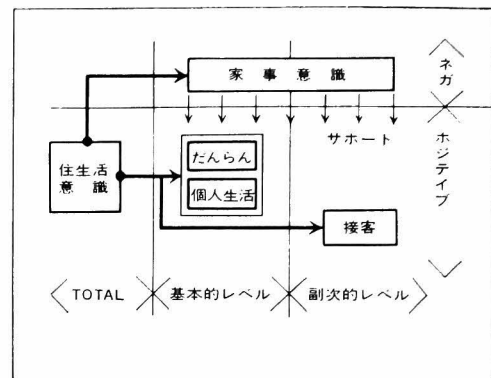 家事意識
ネガ
サポート
だんらん
住生活
意識
個人生活
ポジティブ
接客
TOTAL
基本的レベル
副次的レベル